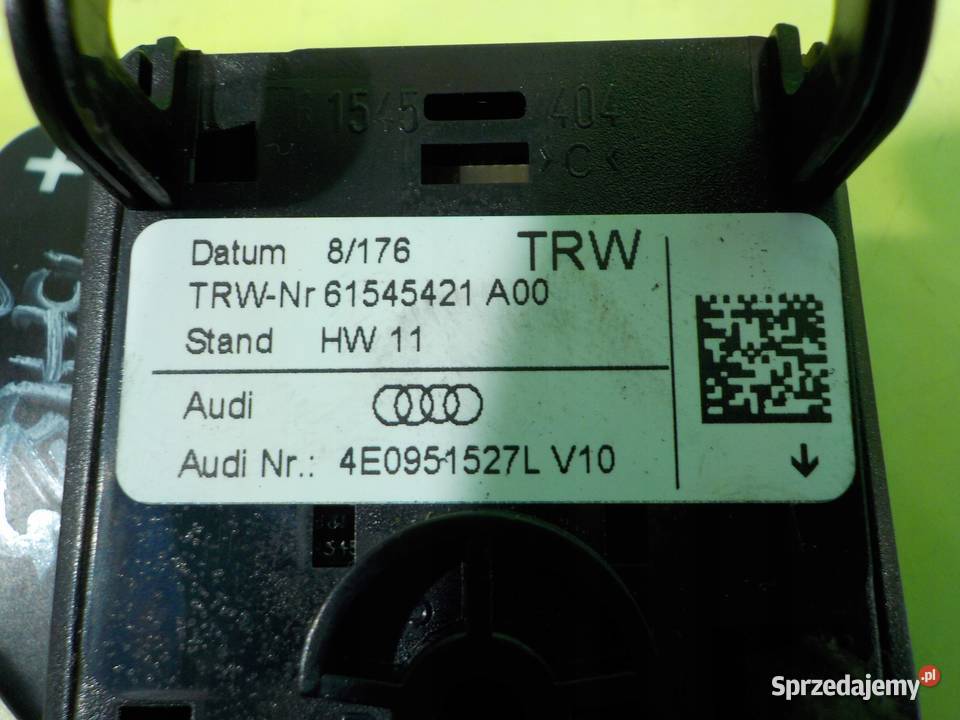 1545 404
>C<
Datum 8/176 TRW
TRW-Nr 61545421 A00
Stand HW 11
Audi
Audi Nr.: 4E0951527L V10
Sprzedajemy.pl